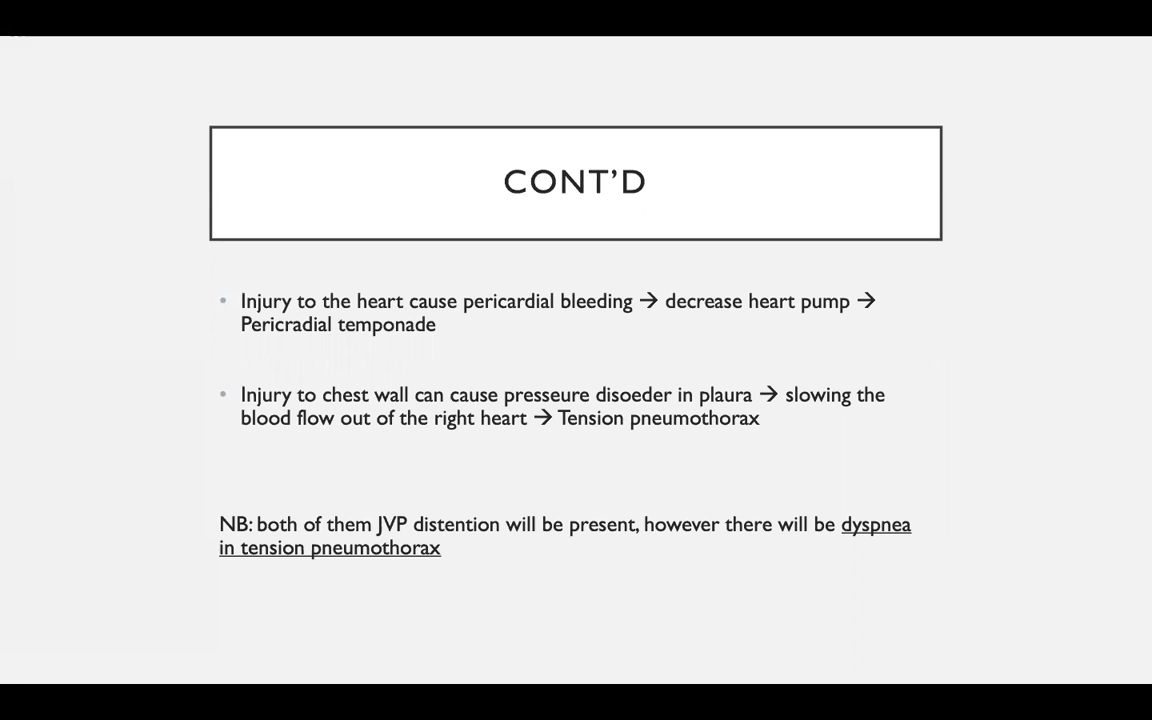 CONT’D
• Injury to the heart cause pericardial bleeding → decrease heart pump →
Pericradial temponade
• Injury to chest wall can cause presseure disoeder in plaura → slowing the
blood flow out of the right heart → Tension pneumothorax
NB: both of them JVP distention will be present, however there will be dyspnea
in tension pneumothorax